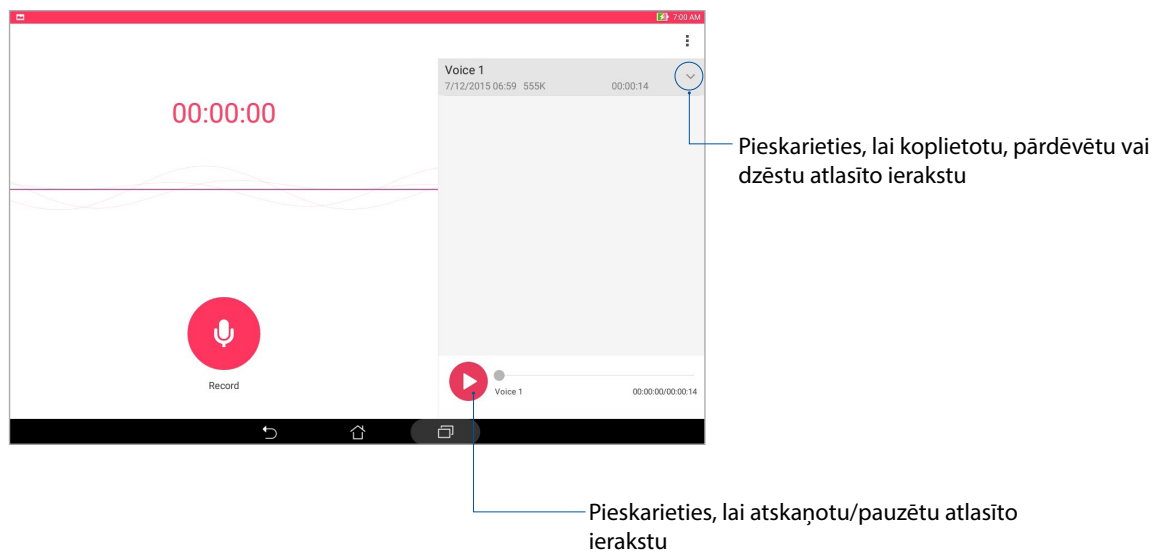 7:00 AM
Voice 1
7/12/2015 06:59 555K 00:00:14
00:00:00
Pieskarieties, lai koplietotu, pārdēvētu vai
dzēstu atlasīto ierakstu
Record
Voice 1 00:00:00/00:00:14
Pieskarieties, lai atskaņotu/pauzētu atlasīto
ierakstu